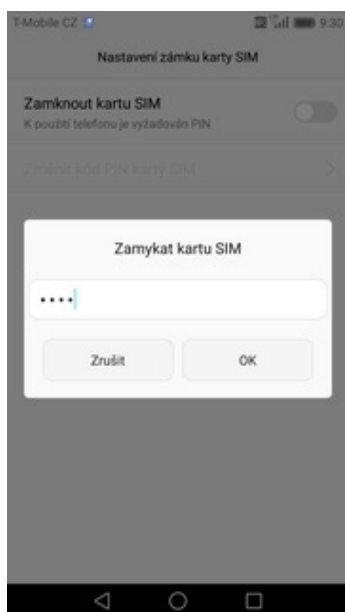 T-Mobile CZ 9:30
Nastavení zámku karty SIM
Zamknout kartu SIM
K použití telefonu je vyžadován PIN
Změnit kód PIN karty SIM
Zamykat kartu SIM
••••
Zrušit OK